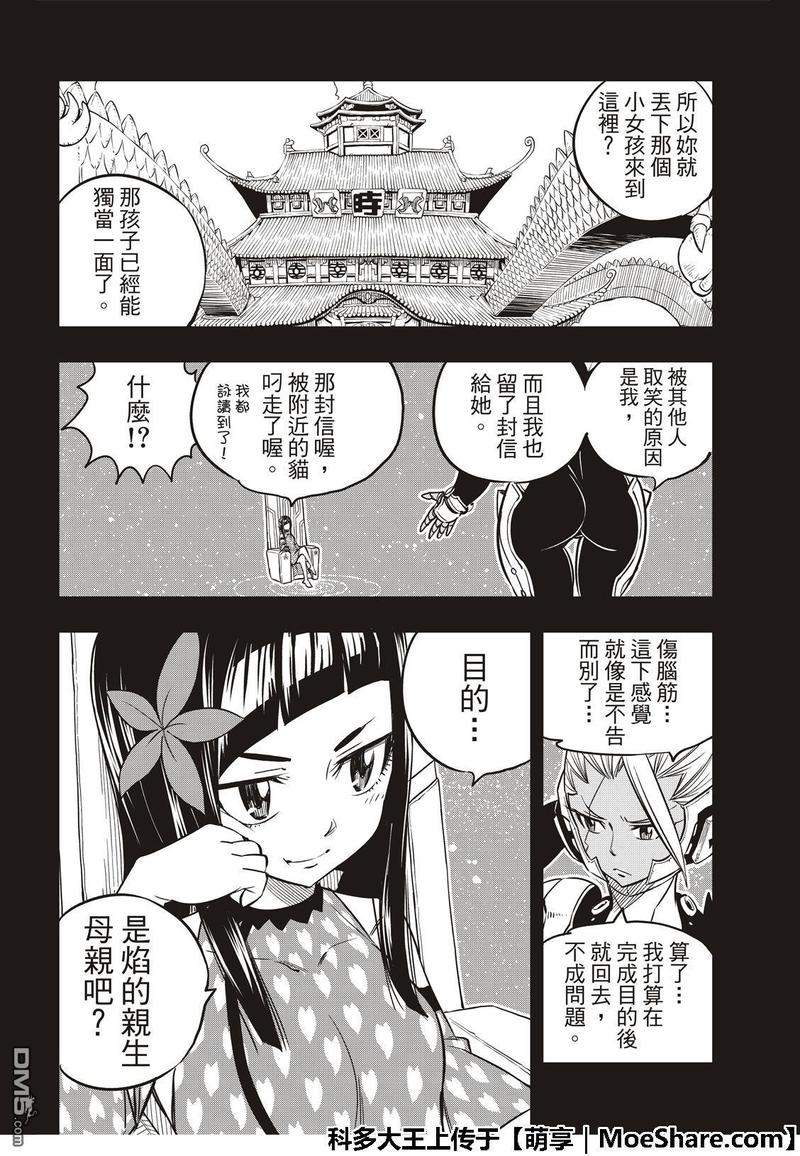 所以妳就
丟下那個
小女孩來到
這裡？
時
那孩子已經能
獨當一面了。
被其他人
取笑的原因
是我，
而且我也
留了封信
給她。
那封信喔，
被附近的貓
叼走了喔。
我都
詠讀到了！
什麼!?
傷腦筋…
這下感覺
就像是不告
而別了…
算了…
我打算在
完成目的後
就回去，
不成問題。
目的…
是焰的親生
母親吧？
DM5.com
科多大王上传于【萌享｜MoeShare.com】